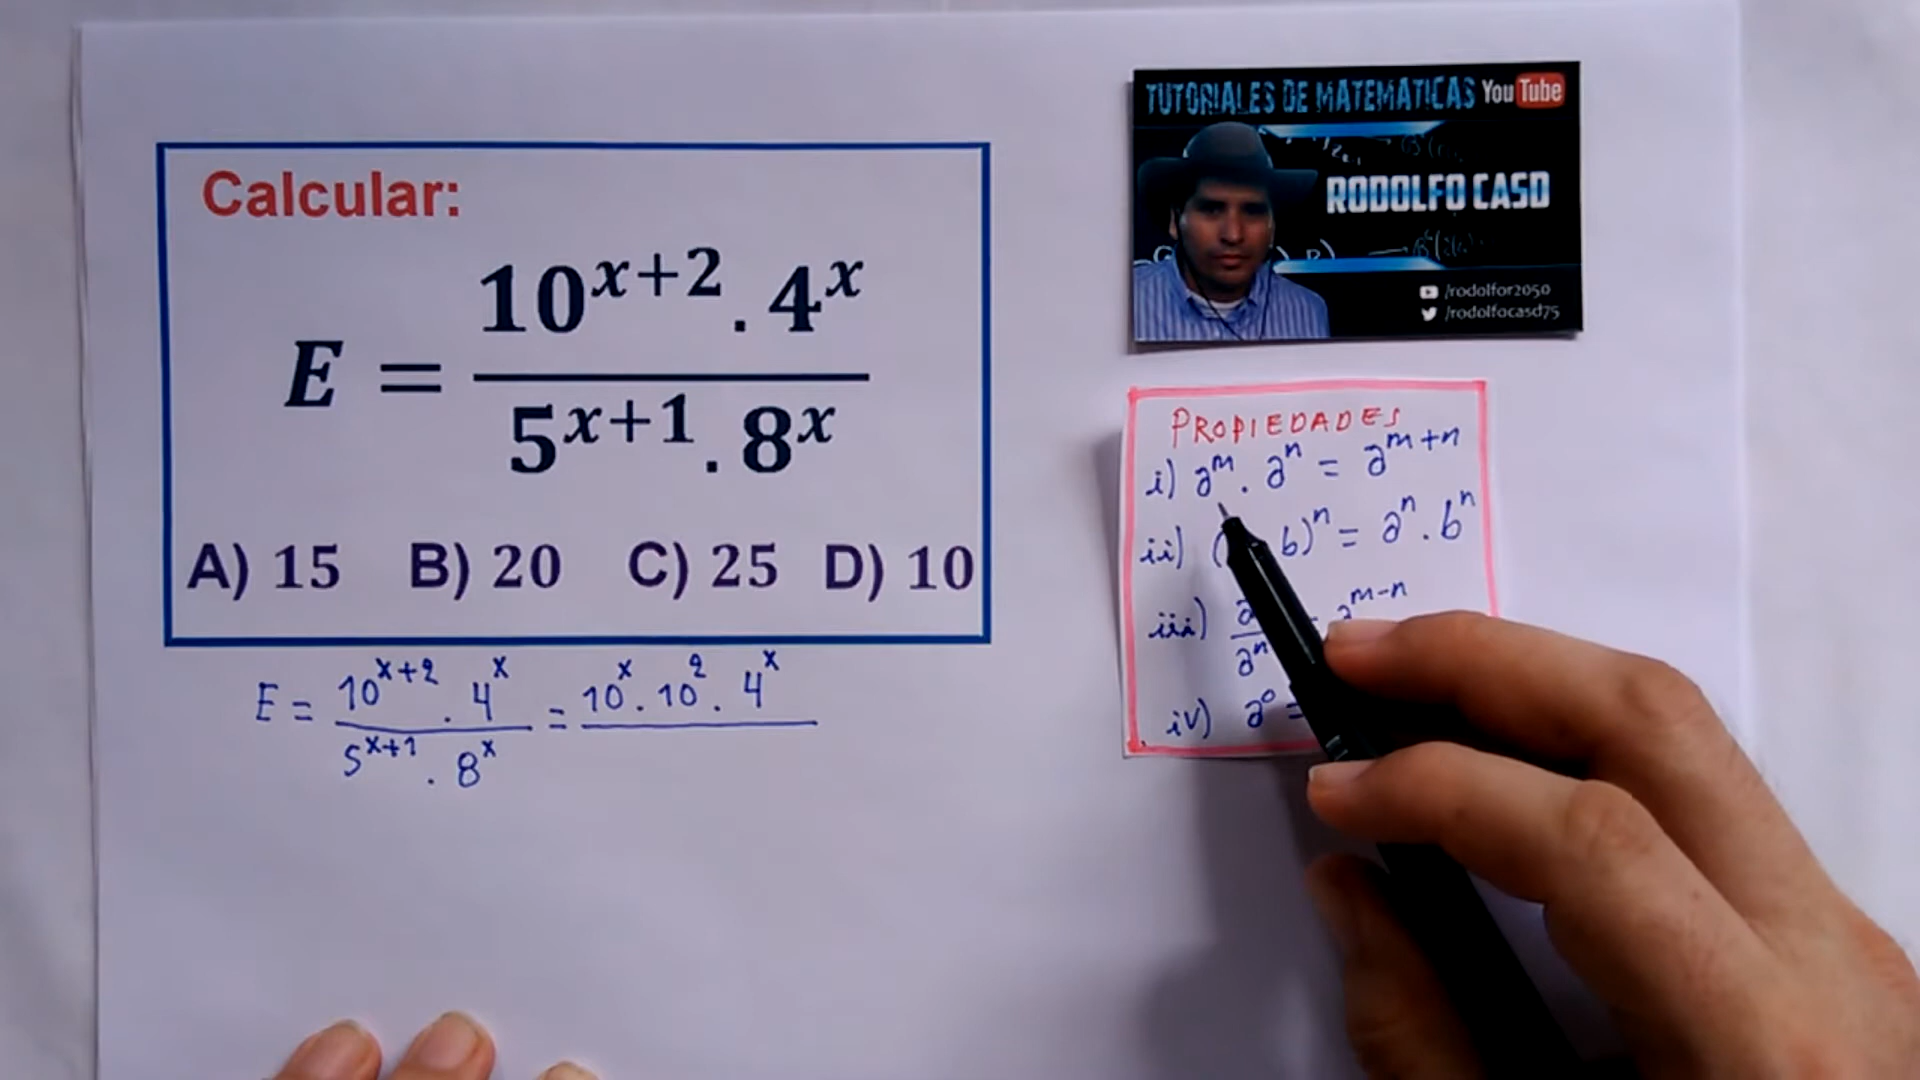 Calcular:
E = 10^{x+2} . 4^x / 5^{x+1} . 8^x
A) 15 B) 20 C) 25 D) 10
E = 10^{x+2} . 4^x / 5^{x+1} . 8^x = 10^x . 10^2 . 4^x
TUTORIALES DE MATEMATICAS YouTube
RODOLFO CASD
/rodolfor2050
/rodolfocasd75
PROPIEDADES
i) a^m . a^n = a^{m+n}
ii) ( b)^n = a^n . b^n
iii) a / a^n = a^{m-n}
iv) a^0 =